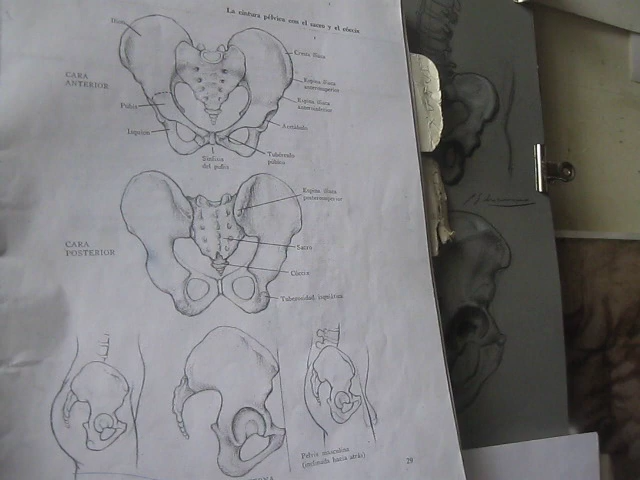 La cintura pélvica con el sacro y el cóccix
Ilion
Cresta ilíaca
CARA
ANTERIOR
Espina ilíaca
anterosuperior
Espina ilíaca
anteroinferior
Pubis
Acetábulo
Isquion
Tubérculo
púbico
Sínfisis
del pubis
Espina ilíaca
posterosuperior
CARA
POSTERIOR
Sacro
Cóccix
Tuberosidad isquiática
Pelvis masculina
(inclinada hacia atrás)
29